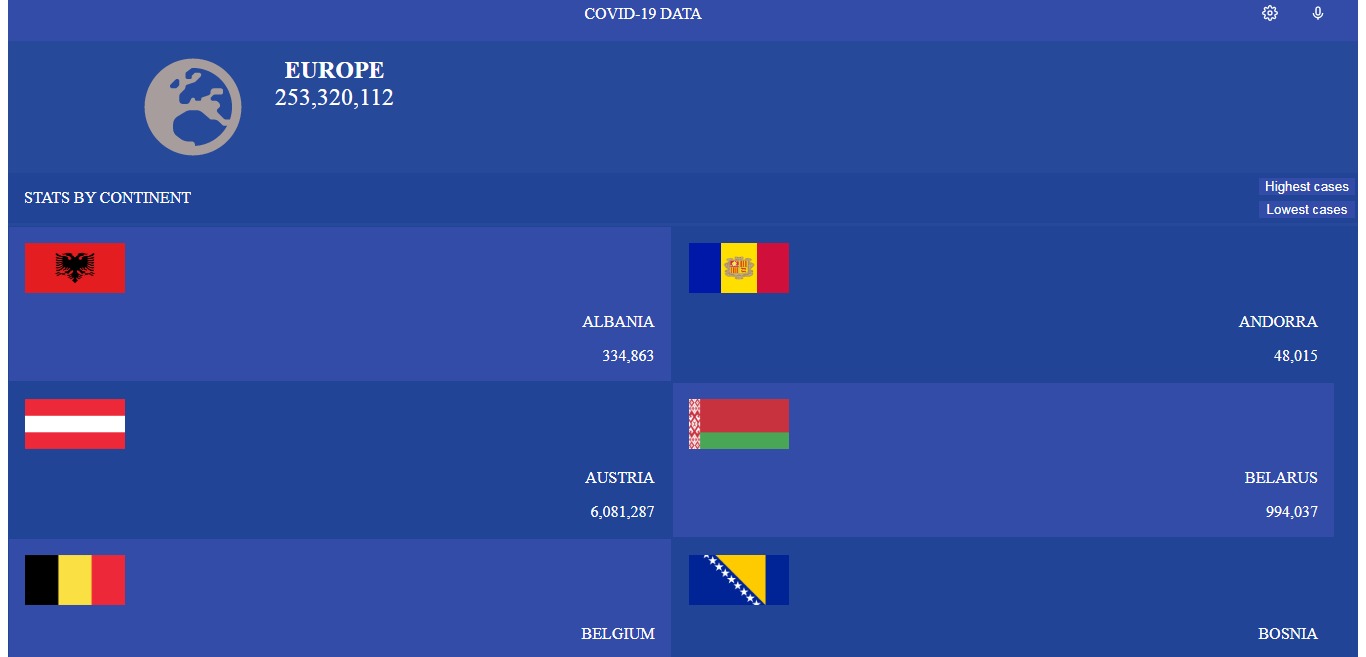 COVID-19 DATA
EUROPE
253,320,112
STATS BY CONTINENT
Highest cases
Lowest cases
ALBANIA
334,863
ANDORRA
48,015
AUSTRIA
6,081,287
BELARUS
994,037
BELGIUM
BOSNIA